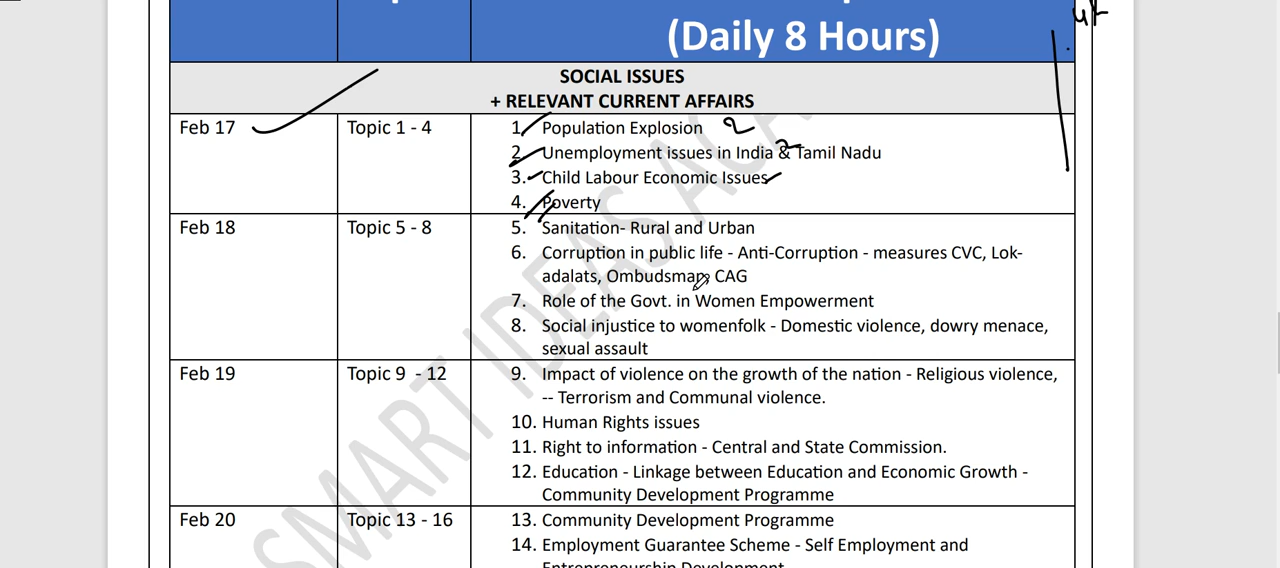 (Daily 8 Hours)
SOCIAL ISSUES
+ RELEVANT CURRENT AFFAIRS
Feb 17
Topic 1 - 4
1. Population Explosion 2
2. Unemployment issues in India & Tamil Nadu
3. Child Labour Economic Issues
4. Poverty
Feb 18
Topic 5 - 8
5. Sanitation- Rural and Urban
6. Corruption in public life - Anti-Corruption - measures CVC, Lok-
adalats, Ombudsman, CAG
7. Role of the Govt. in Women Empowerment
8. Social injustice to womenfolk - Domestic violence, dowry menace,
sexual assault
Feb 19
Topic 9 - 12
9. Impact of violence on the growth of the nation - Religious violence,
-- Terrorism and Communal violence.
10. Human Rights issues
11. Right to information - Central and State Commission.
12. Education - Linkage between Education and Economic Growth -
Community Development Programme
Feb 20
Topic 13 - 16
13. Community Development Programme
14. Employment Guarantee Scheme - Self Employment and
Entrepreneurship Development
SMART IDEAS ACA